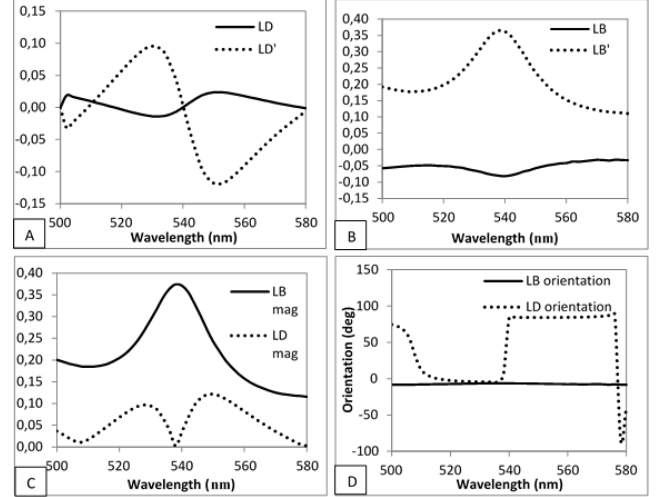 0,15
0,10
0,05
0,00
-0,05
-0,10
-0,15
LD
LD'
500 520 540 560 580
Wavelength (nm)
A
0,40
0,35
0,30
0,25
0,20
0,15
0,10
0,05
0,00
-0,05
-0,10
-0,15
LB
LB'
500 520 540 560 580
Wavelength (nm)
B
0,40
0,35
0,30
0,25
0,20
0,15
0,10
0,05
0,00
LB
mag
LD
mag
500 520 540 560 580
Wavelength (nm)
C
150
100
50
0
-50
-100
Orientation (deg)
LB orientation
LD orientation
500 520 540 560 580
Wavelength (nm)
D